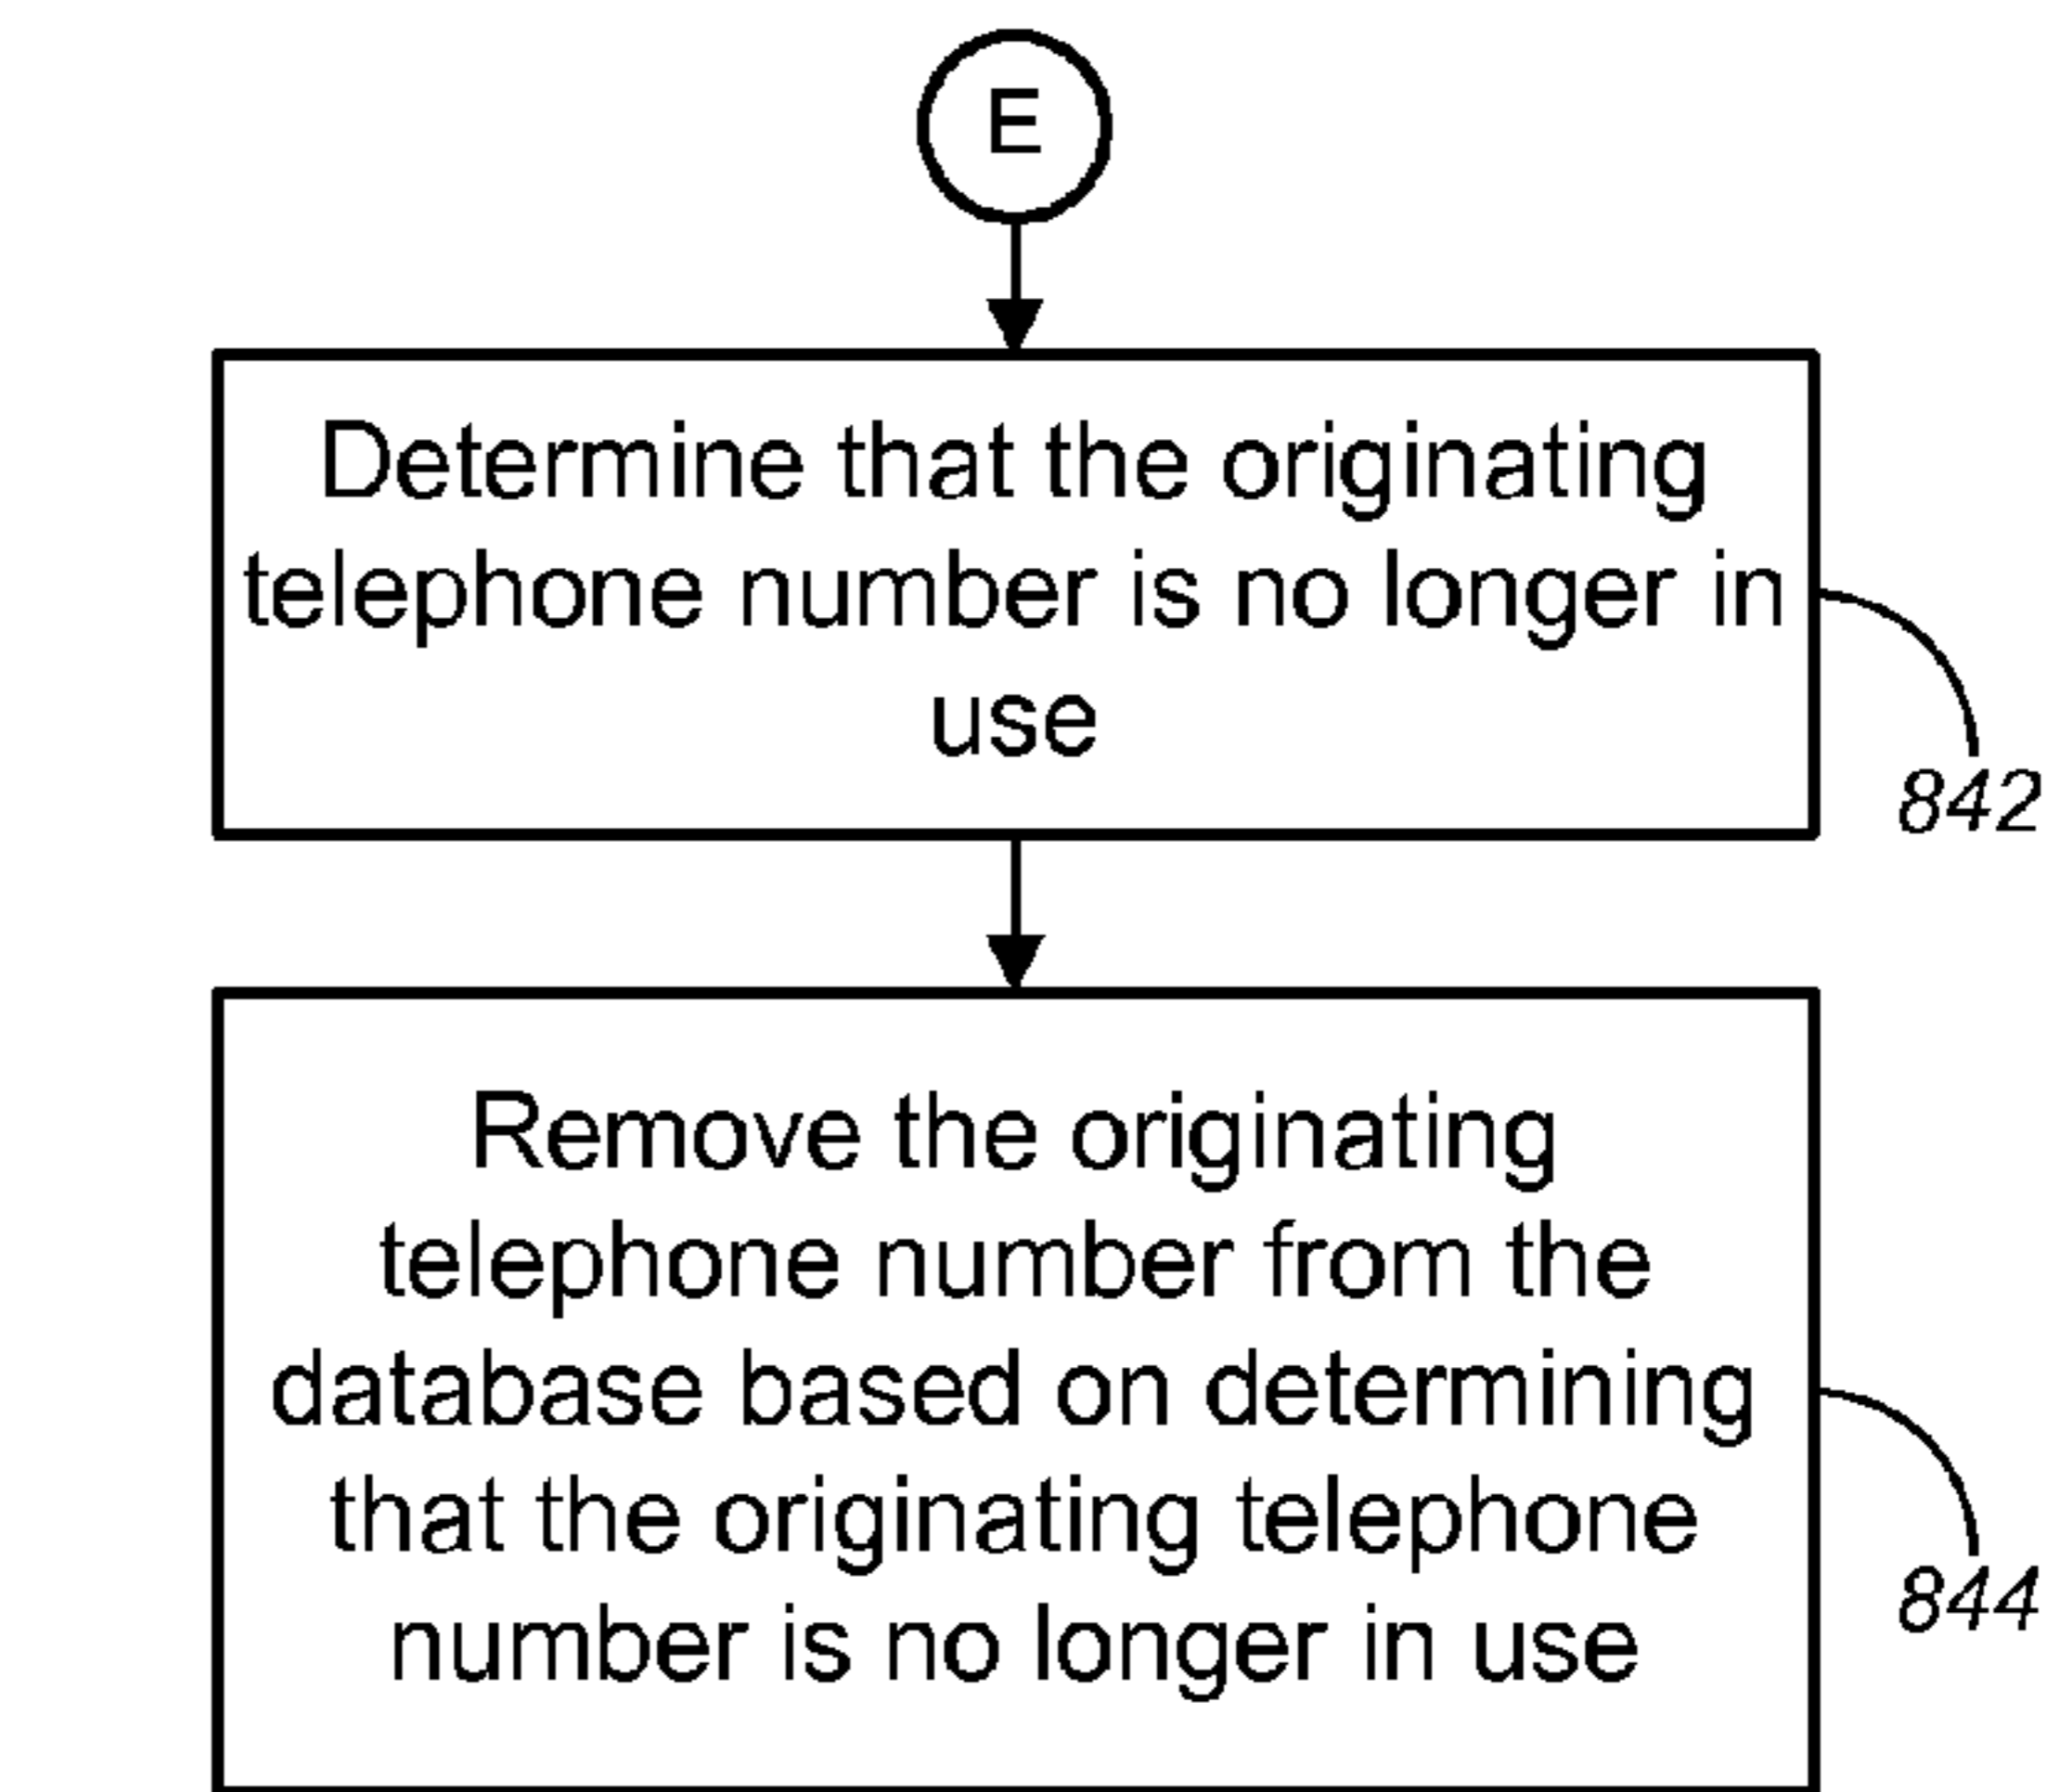 E
Determine that the originating
telephone number is no longer in
use
842
Remove the originating
telephone number from the
database based on determining
that the originating telephone
number is no longer in use
844